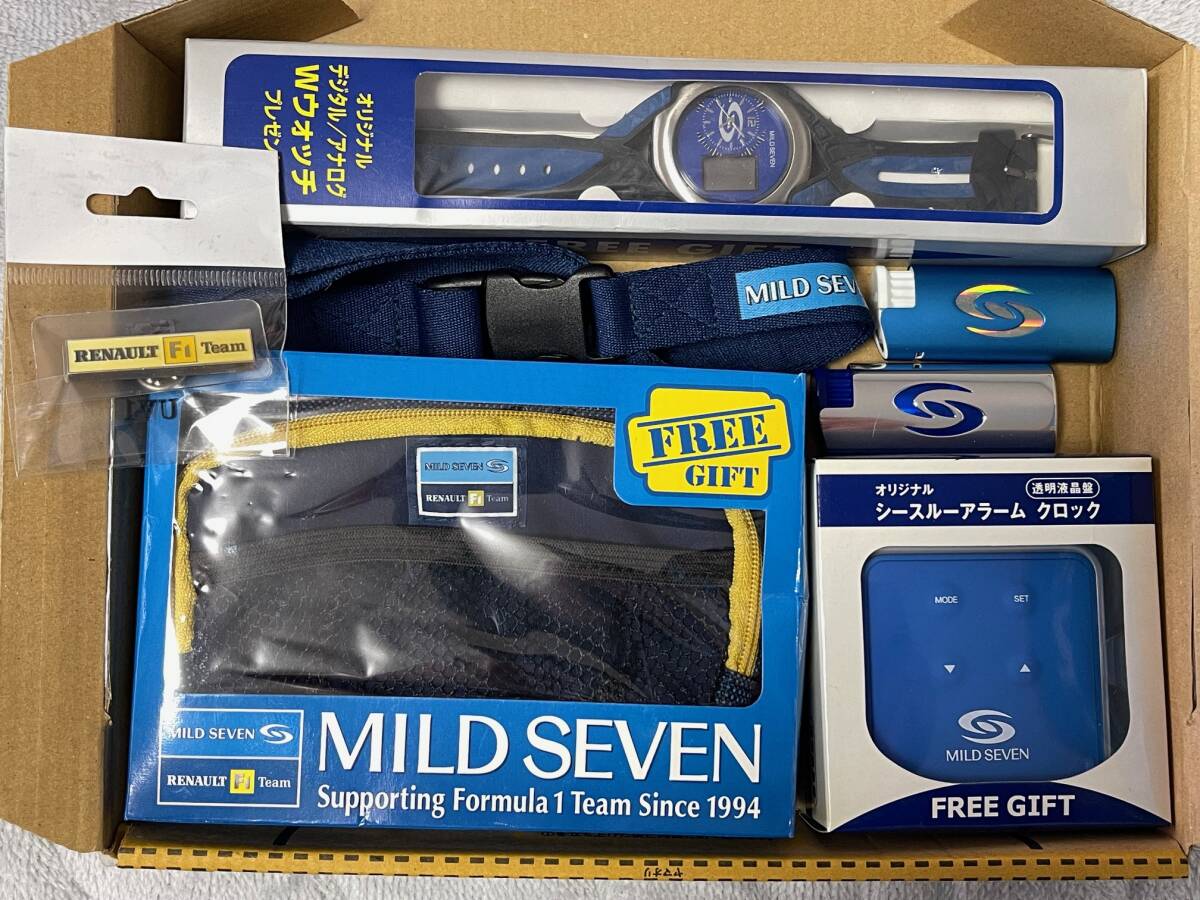 オリジナル
デジタル/アナログ
Wウォッチ
MILD SEVEN
FREE GIFT
MILD SEV
RENAULT F1 Team
FREE
GIFT
MILD SEVEN
RENAULT F1 Team
MILD SEVEN
RENAULT F1 Team
MILD SEVEN
Supporting Formula 1 Team Since 1994
オリジナル
透明液晶盤
シースルーアラーム クロック
MODE
SET
MILD SEVEN
FREE GIFT